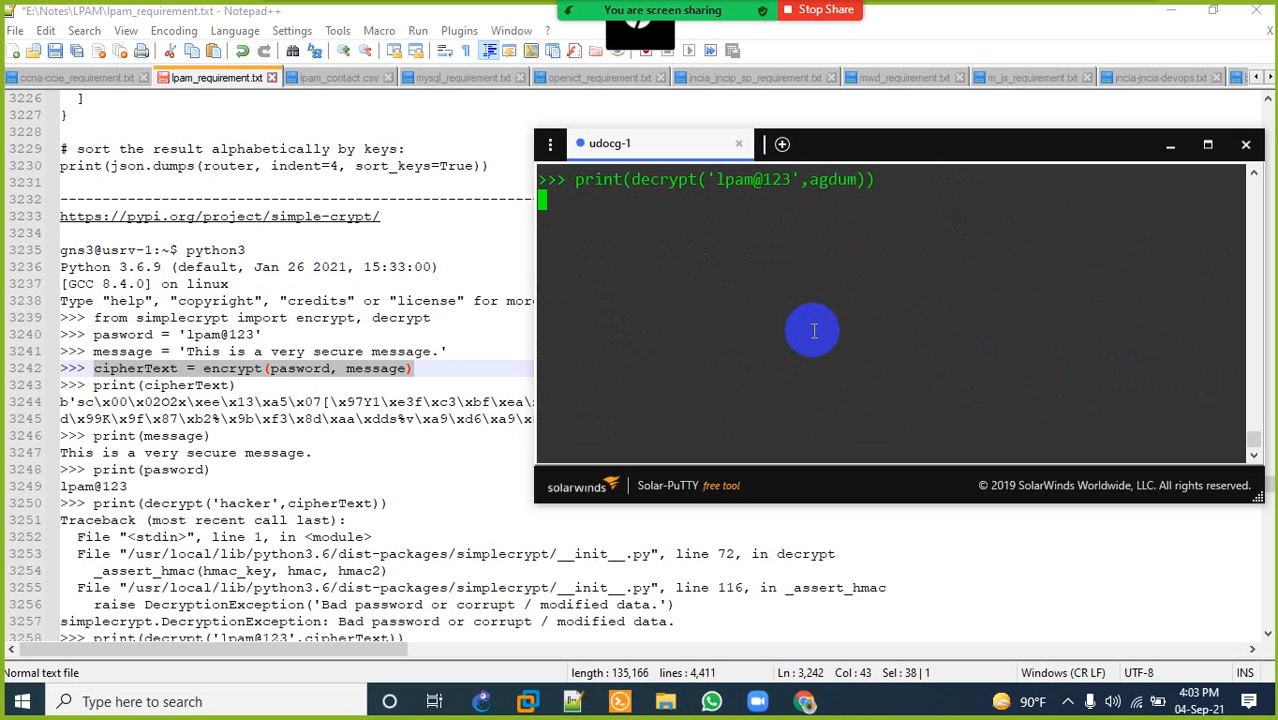 *E:\Notes\LPAM\lpam_requirement.txt - Notepad++
You are screen sharing
Stop Share
File Edit Search View Encoding Language Settings Tools Macro Run Plugins Window ?
ccna-ccie_requirement.txt lpam_requirement.txt lpam_contact.csv mysql_requirement.txt openict_requirement.txt jncia_jncip_sp_requirement.txt mwd_requirement.txt m_js_requirement.txt jncia-jncis-devops.txt
3226 ]
3227 }
3228
3229 # sort the result alphabetically by keys:
3230 print(json.dumps(router, indent=4, sort_keys=True))
3231
3232 ----------------------------------------------------
3233 https://pypi.org/project/simple-crypt/
3234
3235 gns3@usrv-1:~$ python3
3236 Python 3.6.9 (default, Jan 26 2021, 15:33:00)
3237 [GCC 8.4.0] on linux
3238 Type "help", "copyright", "credits" or "license" for mor
3239 >>> from simplecrypt import encrypt, decrypt
3240 >>> pasword = 'lpam@123'
3241 >>> message = 'This is a very secure message.'
3242 >>> cipherText = encrypt(pasword, message)
3243 >>> print(cipherText)
3244 b'sc\x00\x02O2x\xee\x13\xa5\x07[\x97Y1\xe3f\xc3\xbf\xea\
3245 d\x99K\x9f\x87\xb2%\x9b\xf3\x8d\xaa\xdds%v\xa9\xd6\xa9\
3246 >>> print(message)
3247 This is a very secure message.
3248 >>> print(pasword)
3249 lpam@123
3250 >>> print(decrypt('hacker',cipherText))
3251 Traceback (most recent call last):
3252 File "<stdin>", line 1, in <module>
3253 File "/usr/local/lib/python3.6/dist-packages/simplecrypt/__init__.py", line 72, in decrypt
3254 _assert_hmac(hmac_key, hmac, hmac2)
3255 File "/usr/local/lib/python3.6/dist-packages/simplecrypt/__init__.py", line 116, in _assert_hmac
3256 raise DecryptionException('Bad password or corrupt / modified data.')
3257 simplecrypt.DecryptionException: Bad password or corrupt / modified data.
3258 >>> print(decrypt('lpam@123',cipherText))
udocg-1
>>> print(decrypt('lpam@123',agdum))
solarwinds Solar-PuTTY free tool © 2019 SolarWinds Worldwide, LLC. All rights reserved.
Normal text file length : 135,166 lines : 4,411 Ln : 3,242 Col : 43 Sel : 38 | 1 Windows (CR LF) UTF-8 INS
Type here to search
90°F
4:03 PM
04-Sep-21